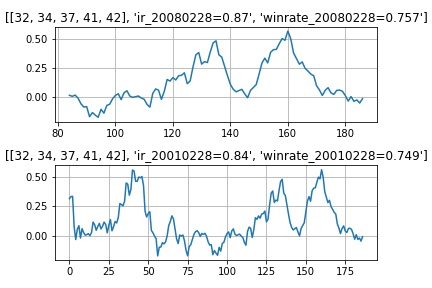 [[32, 34, 37, 41, 42], 'ir_20080228=0.87', 'winrate_20080228=0.757']
0.50
0.25
0.00
80 100 120 140 160 180
[[32, 34, 37, 41, 42], 'ir_20010228=0.84', 'winrate_20010228=0.749']
0.50
0.25
0.00
0 25 50 75 100 125 150 175